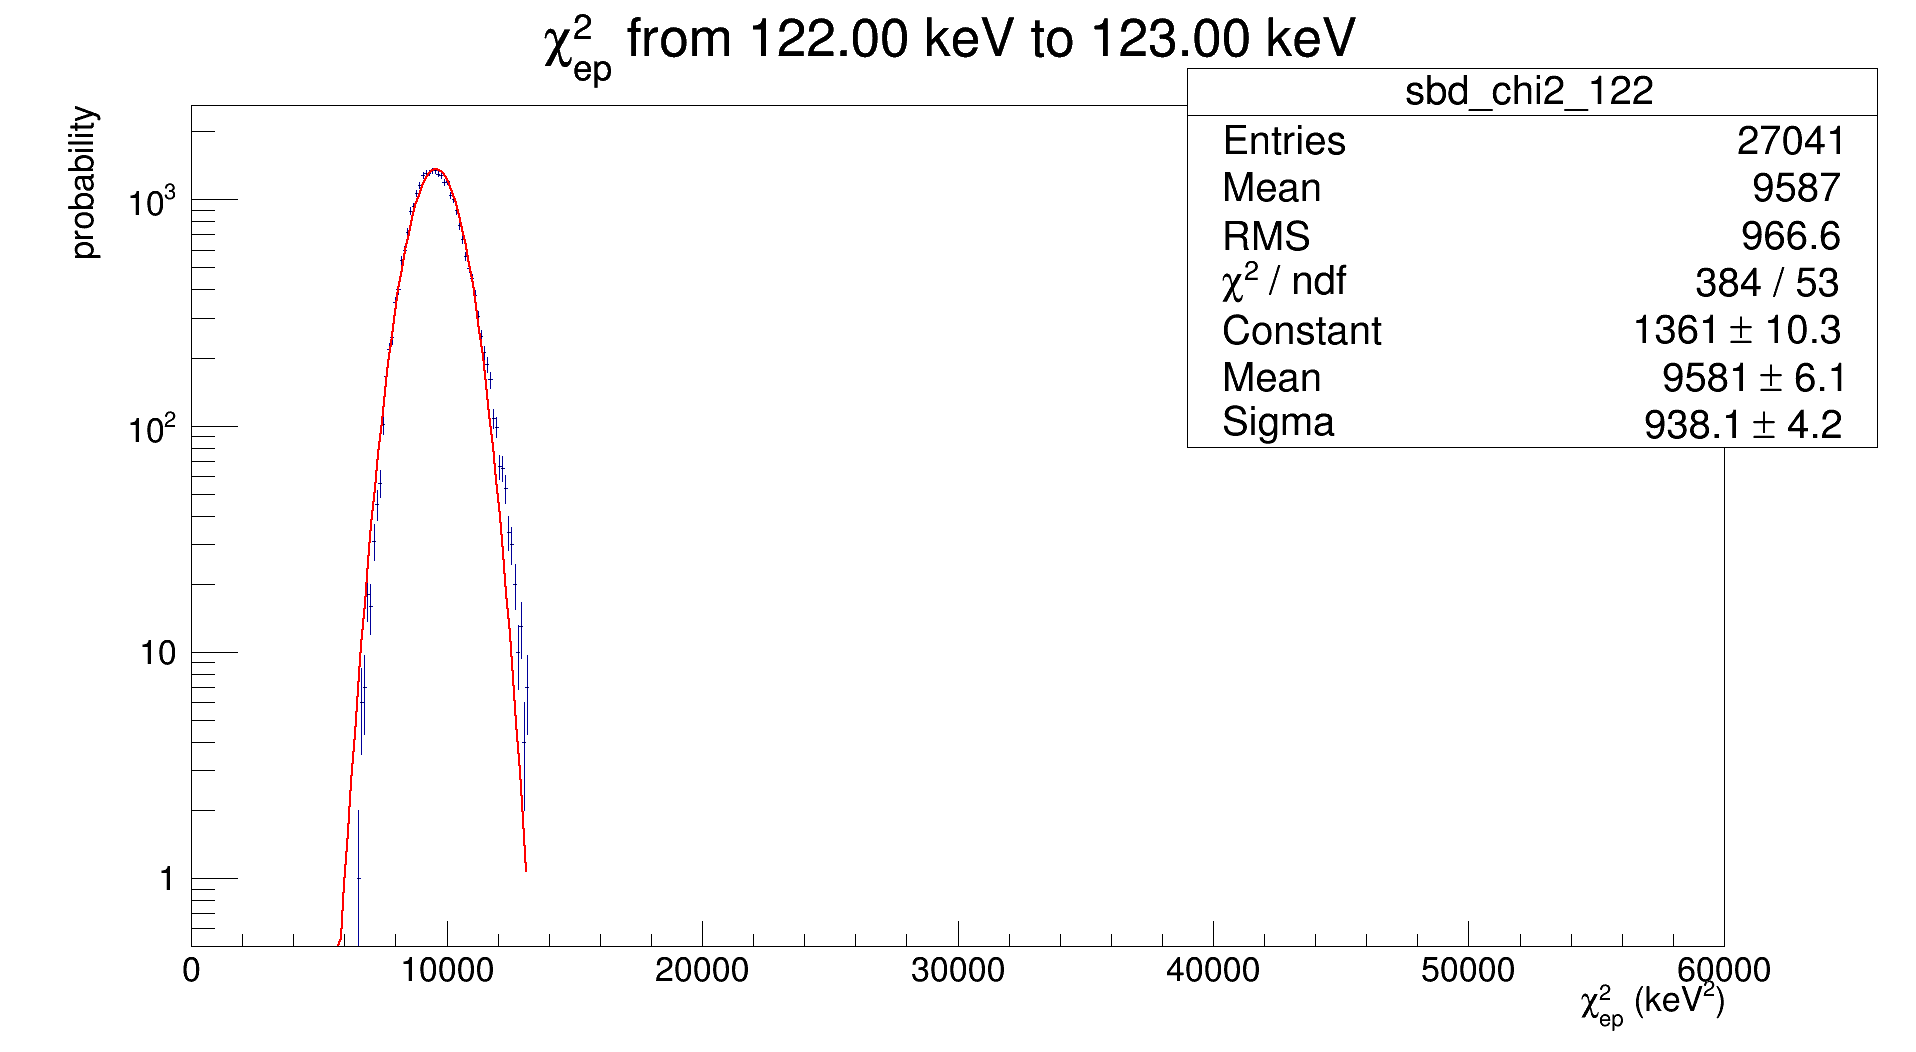 χ²ep from 122.00 keV to 123.00 keV
sbd_chi2_122
Entries 27041
Mean 9587
RMS 966.6
χ² / ndf 384 / 53
Constant 1361 ± 10.3
Mean 9581 ± 6.1
Sigma 938.1 ± 4.2
probability
10³
10²
10
1
0 10000 20000 30000 40000 50000 60000
χ²ep (keV²)